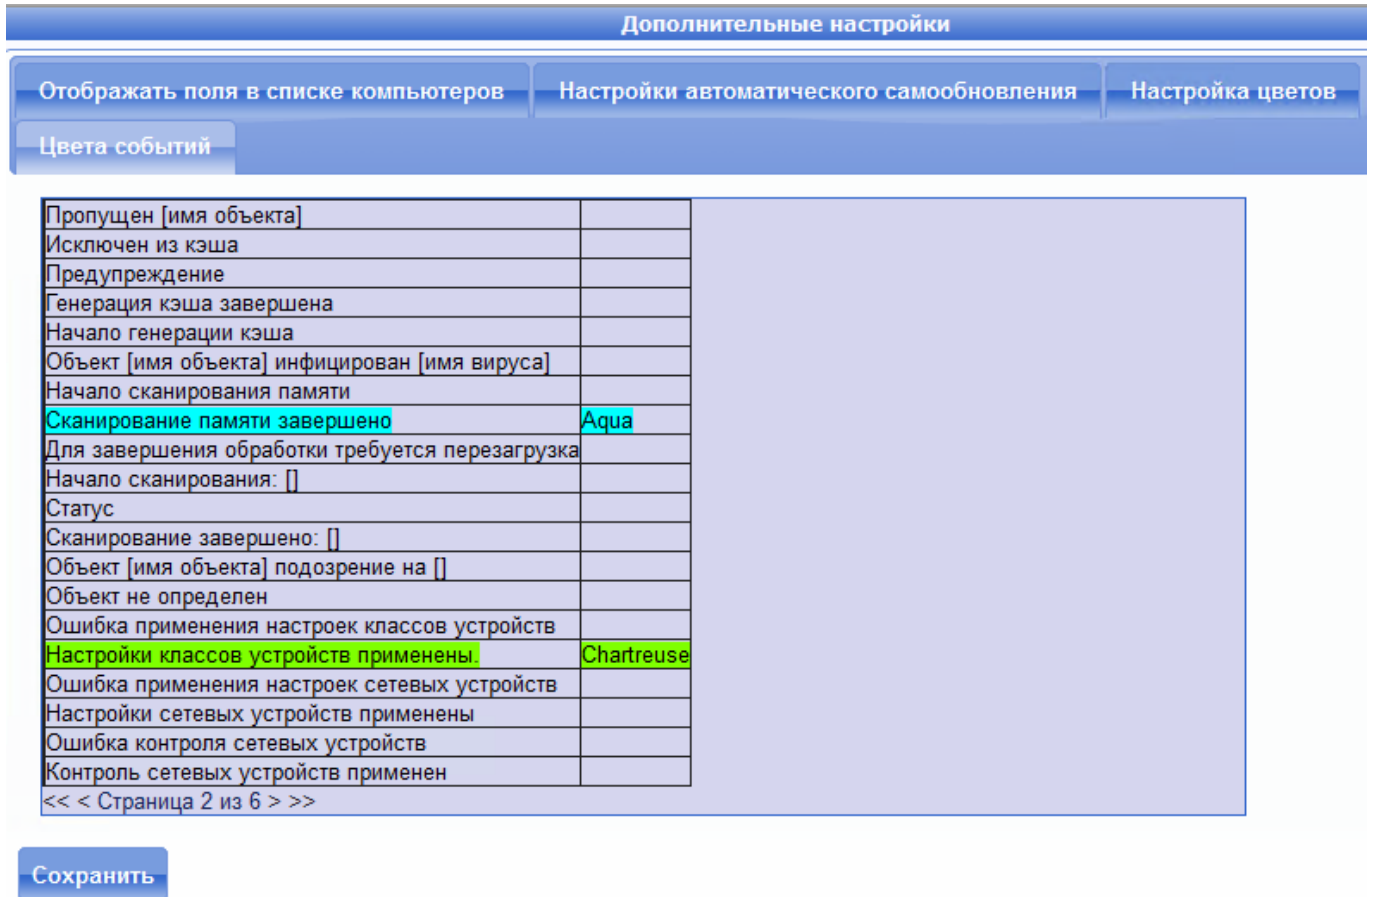 Дополнительные настройки
Отображать поля в списке компьютеров Настройки автоматического самообновления Настройка цветов
Цвета событий
Пропущен [имя объекта]
Исключен из кэша
Предупреждение
Генерация кэша завершена
Начало генерации кэша
Объект [имя объекта] инфицирован [имя вируса]
Начало сканирования памяти
Сканирование памяти завершено Aqua
Для завершения обработки требуется перезагрузка
Начало сканирования: []
Статус
Сканирование завершено: []
Объект [имя объекта] подозрение на []
Объект не определен
Ошибка применения настроек классов устройств
Настройки классов устройств применены. Chartreuse
Ошибка применения настроек сетевых устройств
Настройки сетевых устройств применены
Ошибка контроля сетевых устройств
Контроль сетевых устройств применен
<< < Страница 2 из 6 > >>
Сохранить